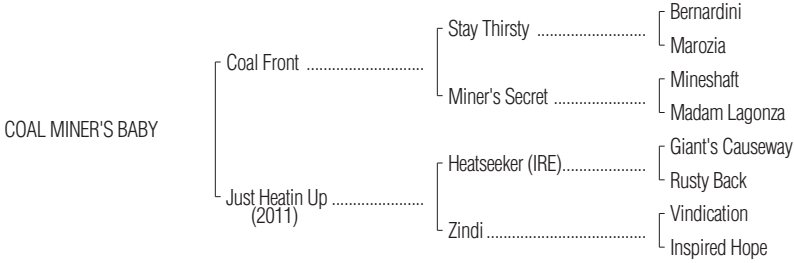 Bernardini
Stay Thirsty ..........................
Marozia
Coal Front ............................
Mineshaft
Miner's Secret ......................
Madam Lagonza
COAL MINER'S BABY
Giant's Causeway
Heatseeker (IRE)....................
Rusty Back
Just Heatin Up ......................
(2011)
Vindication
Zindi ......................................
Inspired Hope